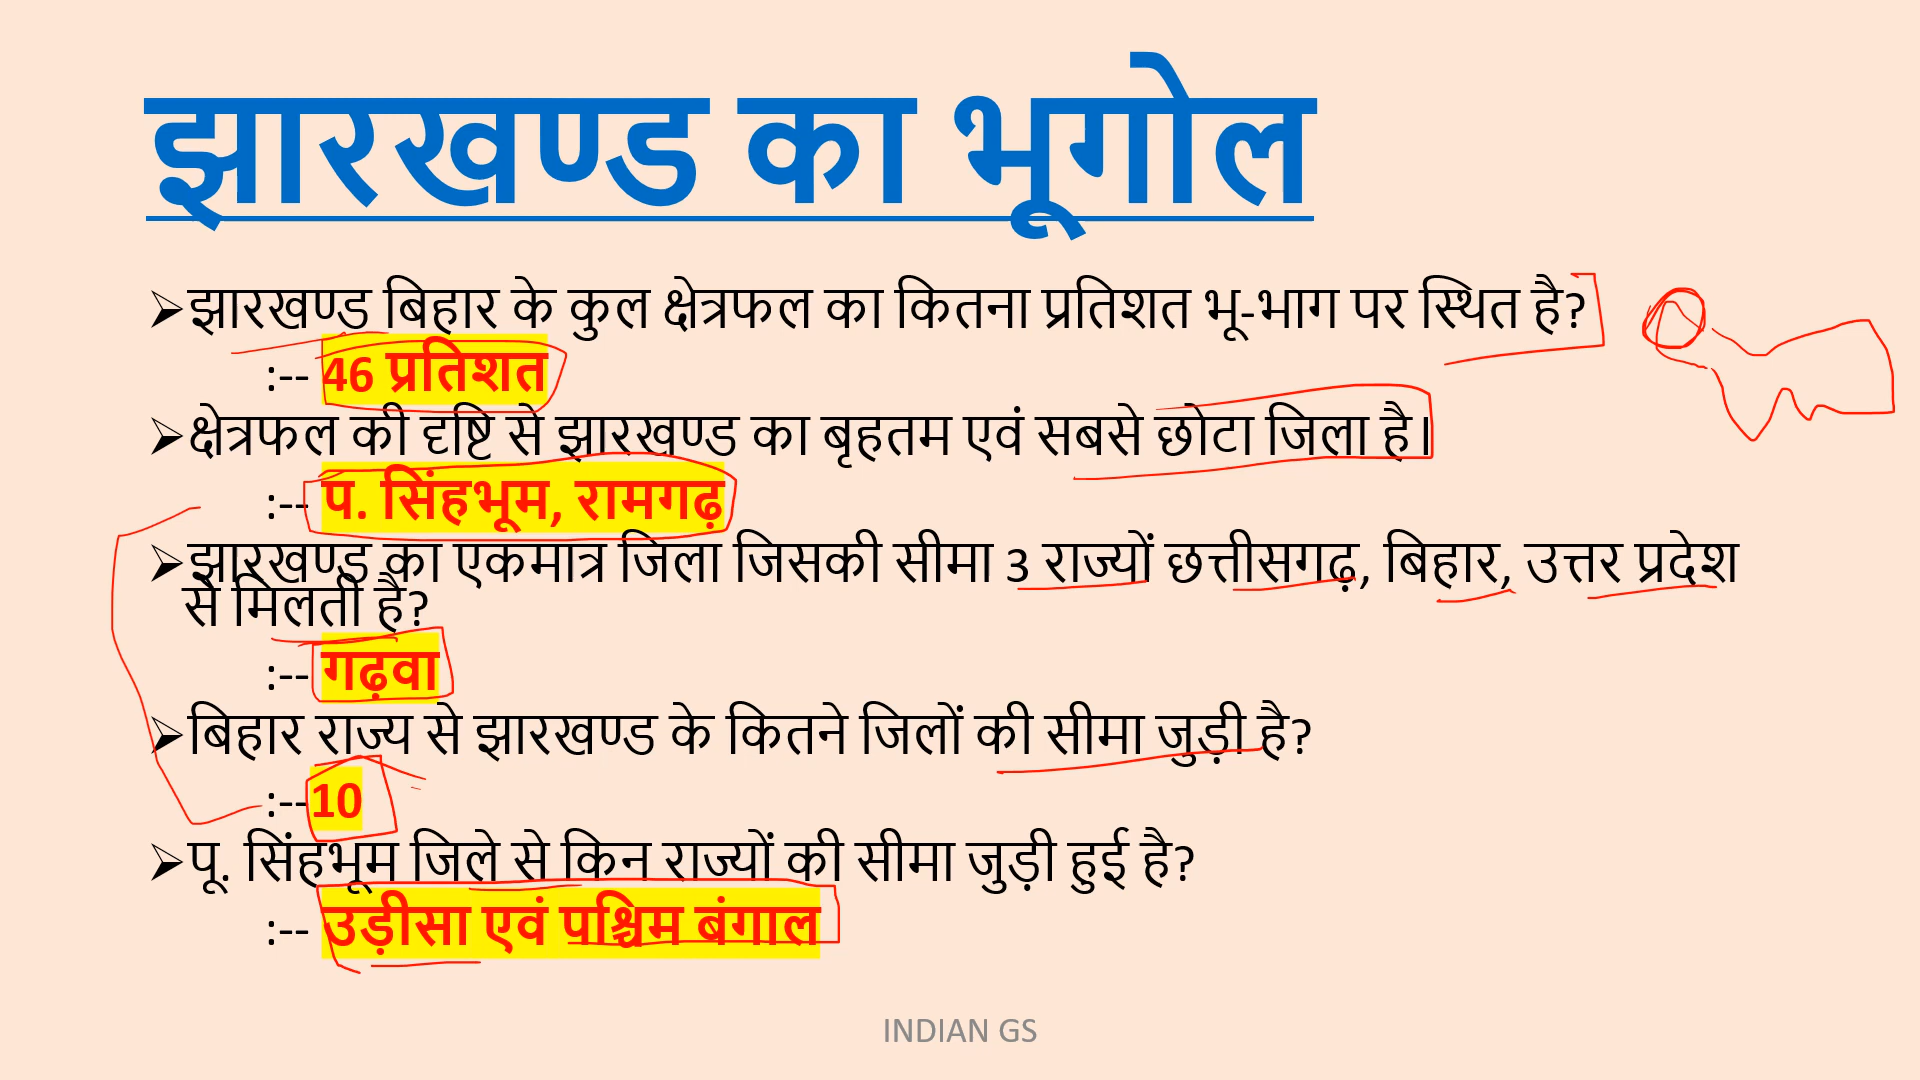 झारखण्ड का भूगोल
➢झारखण्ड बिहार के कुल क्षेत्रफल का कितना प्रतिशत भू-भाग पर स्थित है?
:-- 46 प्रतिशत
➢क्षेत्रफल की दृष्टि से झारखण्ड का बृहतम एवं सबसे छोटा जिला है।
:-- प. सिंहभूम, रामगढ़
➢झारखण्ड का एकमात्र जिला जिसकी सीमा 3 राज्यों छत्तीसगढ़, बिहार, उत्तर प्रदेश
से मिलती है?
:-- गढ़वा
➢बिहार राज्य से झारखण्ड के कितने जिलों की सीमा जुड़ी है?
:--10
➢पू. सिंहभूम जिले से किन राज्यों की सीमा जुड़ी हुई है?
:-- उड़ीसा एवं पश्चिम बंगाल
INDIAN GS